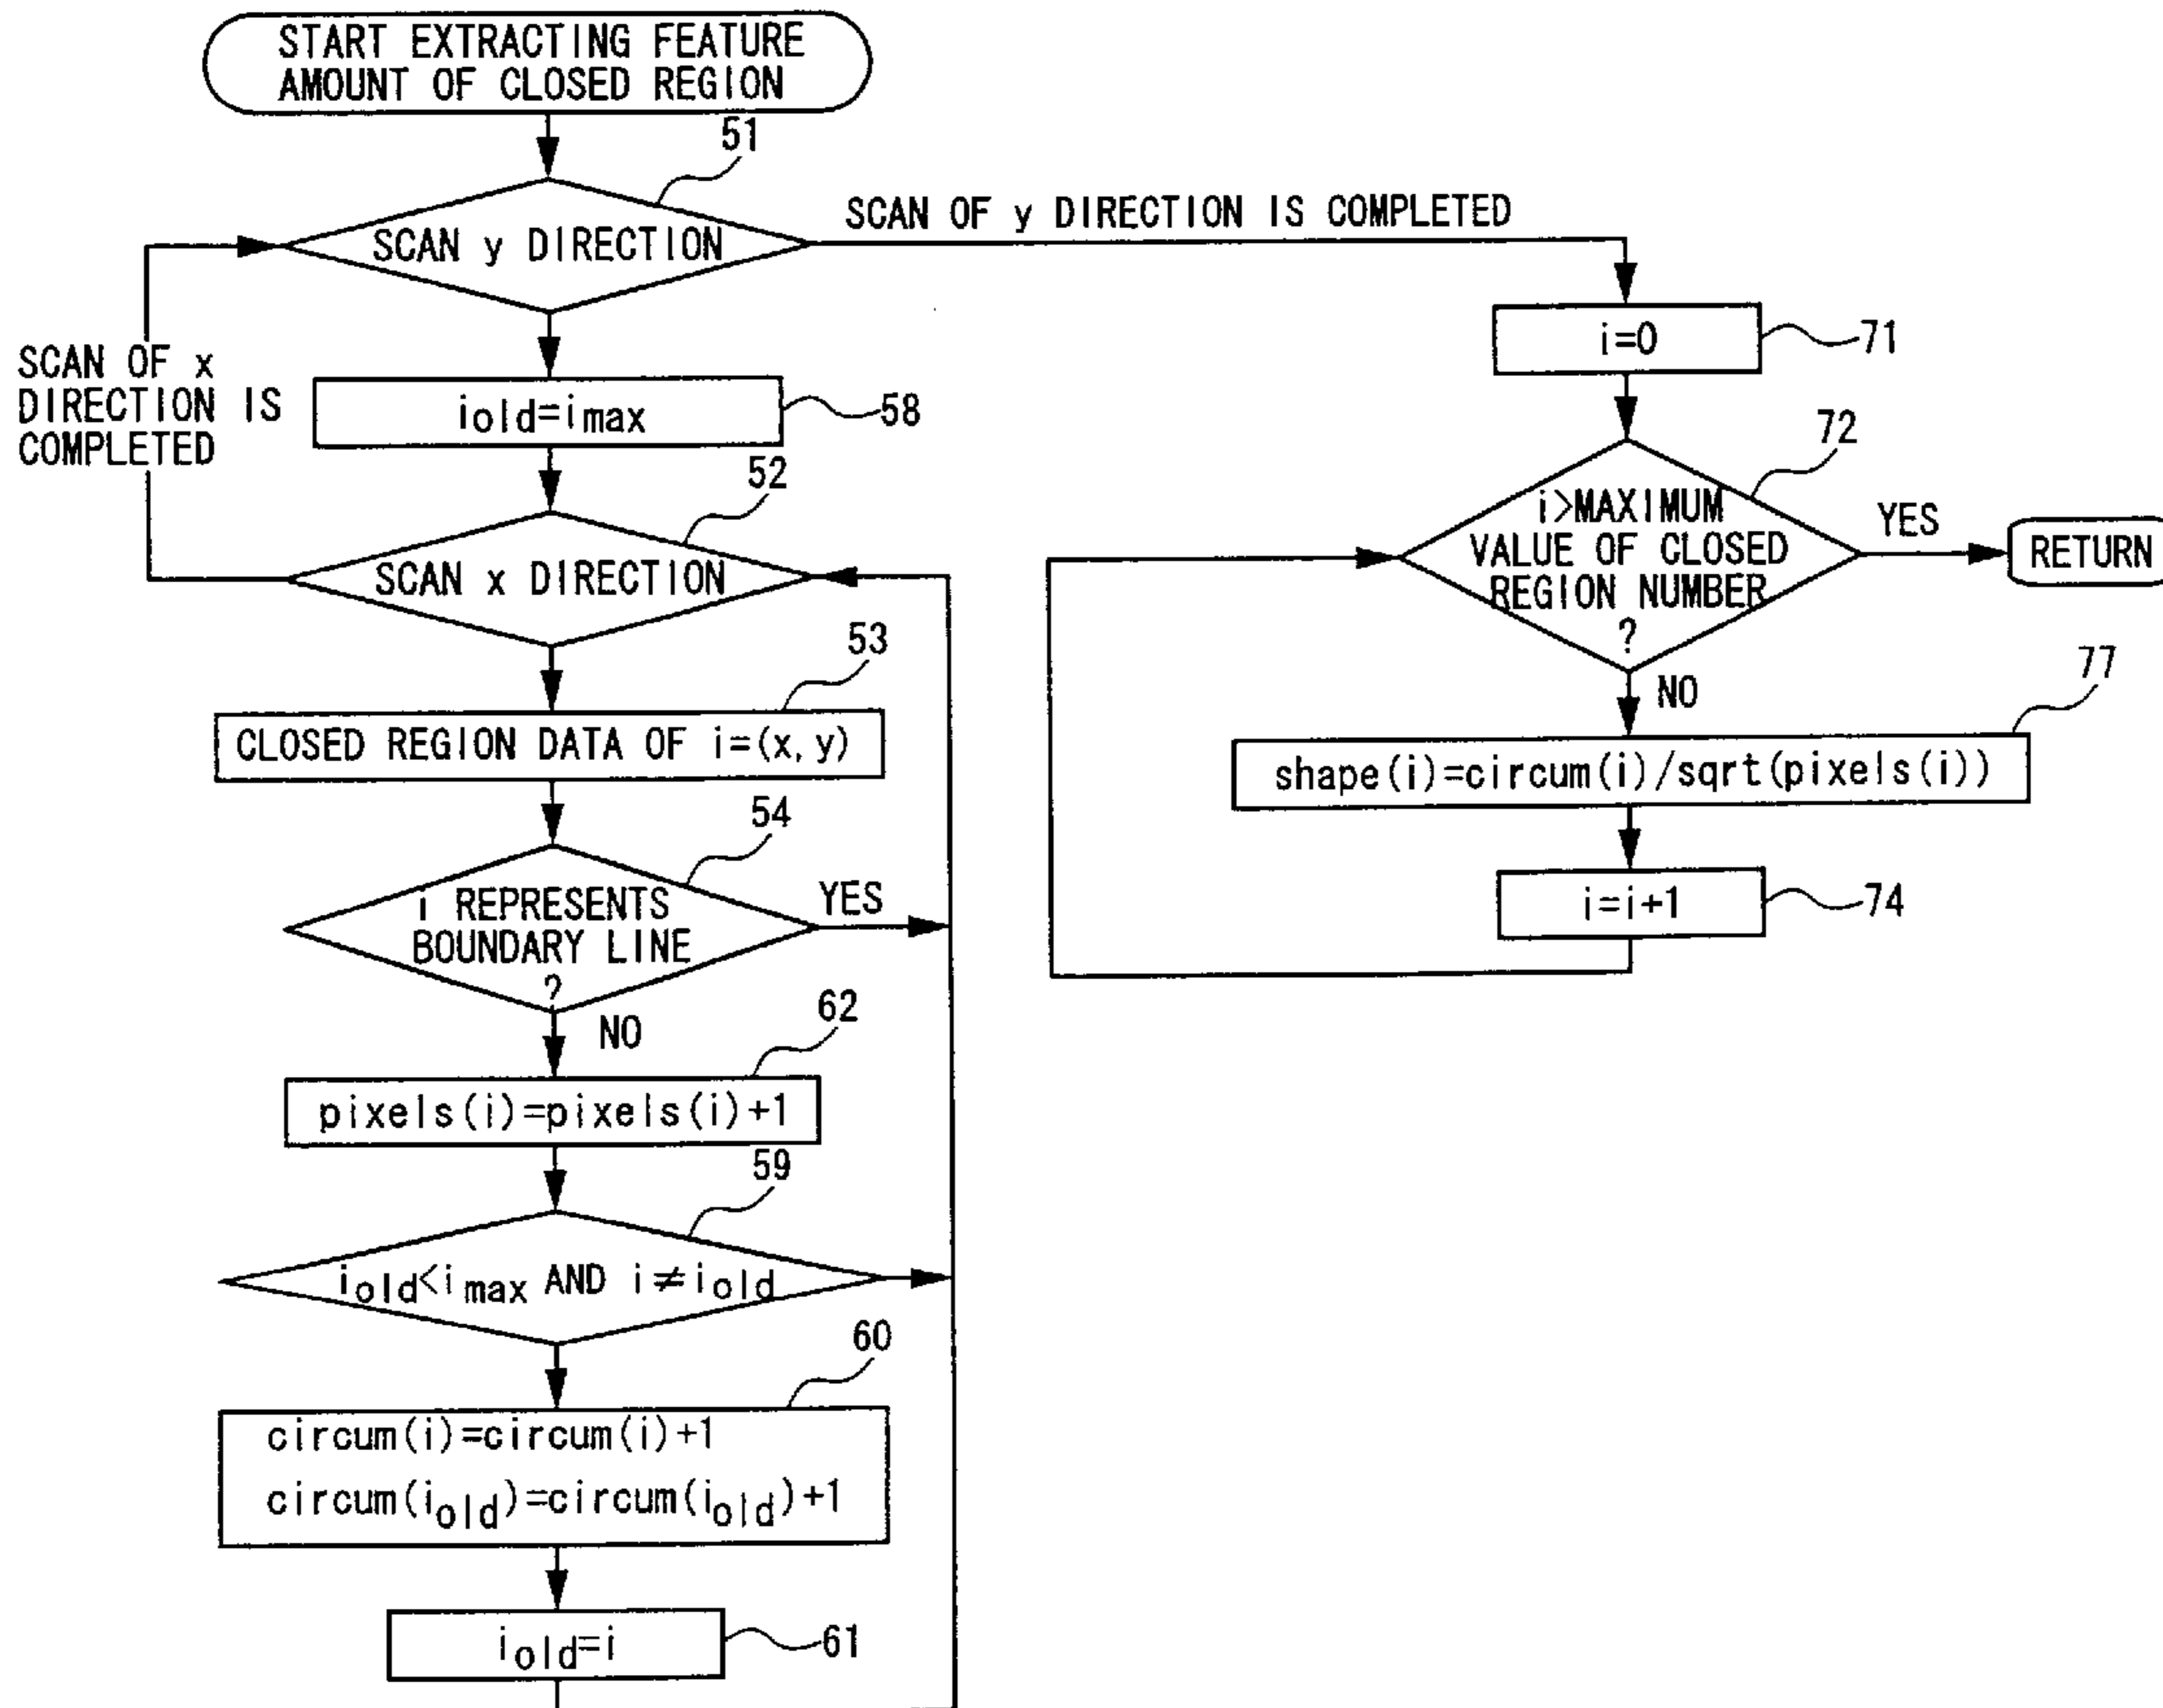 START EXTRACTING FEATURE
AMOUNT OF CLOSED REGION
51
SCAN y DIRECTION
SCAN OF y DIRECTION IS COMPLETED
SCAN OF x
DIRECTION IS
COMPLETED
iold=imax
58
52
SCAN x DIRECTION
53
CLOSED REGION DATA OF i=(x, y)
54
i REPRESENTS
BOUNDARY LINE
?
YES
NO
62
pixels(i)=pixels(i)+1
59
iold<imax AND i≠iold
60
circum(i)=circum(i)+1
circum(iold)=circum(iold)+1
iold=i
61
i=0
71
72
i>MAXIMUM
VALUE OF CLOSED
REGION NUMBER
?
YES
RETURN
NO
77
shape(i)=circum(i)/sqrt(pixels(i))
i=i+1
74